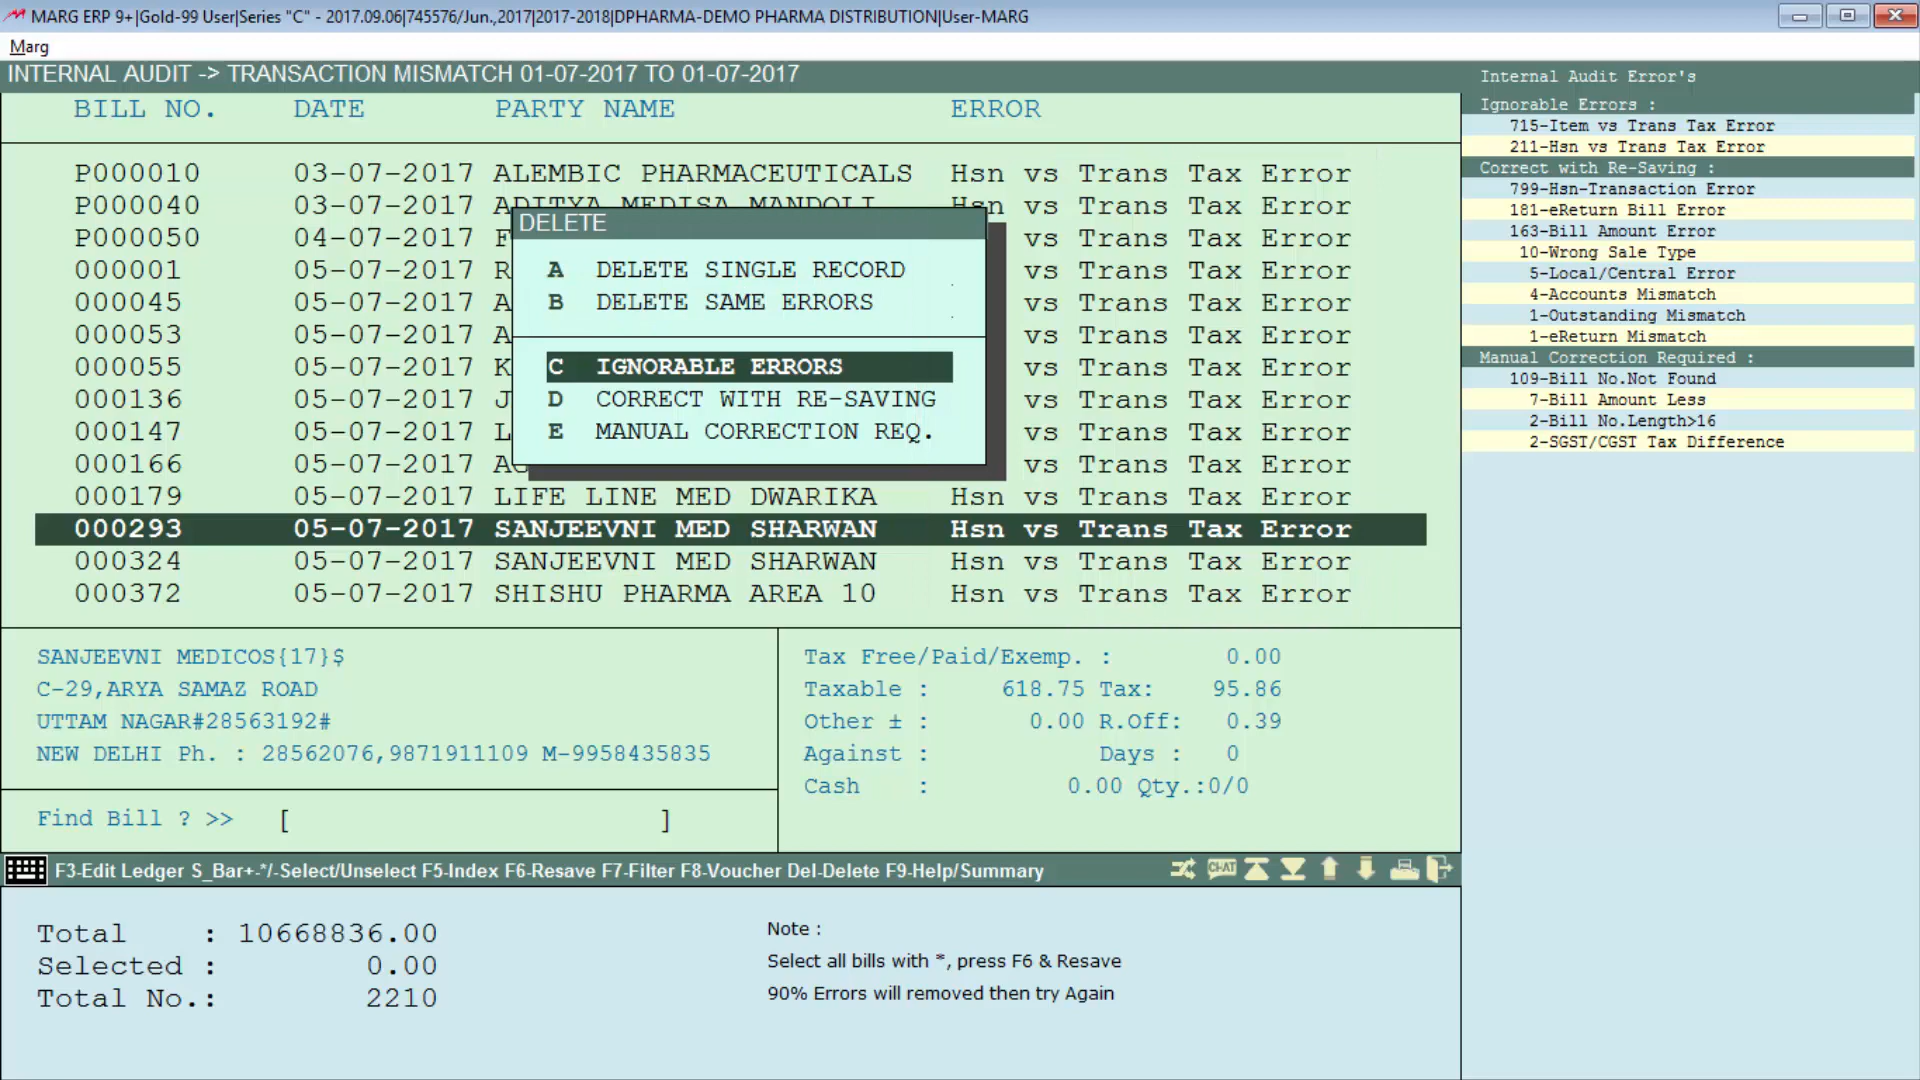 MARG ERP 9+|Gold-99 User|Series "C" - 2017.09.06|745576/Jun.,2017|2017-2018|DPHARMA-DEMO PHARMA DISTRIBUTION|User-MARG
Marg
INTERNAL AUDIT -> TRANSACTION MISMATCH 01-07-2017 TO 01-07-2017
BILL NO. DATE PARTY NAME ERROR
P000010 03-07-2017 ALEMBIC PHARMACEUTICALS Hsn vs Trans Tax Error
P000040 03-07-2017 ADITYA MEDISA MANDOLI Hsn vs Trans Tax Error
P000050 04-07-2017 F vs Trans Tax Error
000001 05-07-2017 R vs Trans Tax Error
000045 05-07-2017 A vs Trans Tax Error
000053 05-07-2017 A vs Trans Tax Error
000055 05-07-2017 K vs Trans Tax Error
000136 05-07-2017 J vs Trans Tax Error
000147 05-07-2017 L vs Trans Tax Error
000166 05-07-2017 vs Trans Tax Error
000179 05-07-2017 LIFE LINE MED DWARIKA Hsn vs Trans Tax Error
000293 05-07-2017 SANJEEVNI MED SHARWAN Hsn vs Trans Tax Error
000324 05-07-2017 SANJEEVNI MED SHARWAN Hsn vs Trans Tax Error
000372 05-07-2017 SHISHU PHARMA AREA 10 Hsn vs Trans Tax Error
DELETE
A DELETE SINGLE RECORD
B DELETE SAME ERRORS
C IGNORABLE ERRORS
D CORRECT WITH RE-SAVING
E MANUAL CORRECTION REQ.
SANJEEVNI MEDICOS{17}$
C-29,ARYA SAMAZ ROAD
UTTAM NAGAR#28563192#
NEW DELHI Ph. : 28562076,9871911109 M-9958435835
Find Bill ? >> [ ]
Tax Free/Paid/Exemp. : 0.00
Taxable : 618.75 Tax: 95.86
Other ± : 0.00 R.Off: 0.39
Against : Days : 0
Cash : 0.00 Qty.:0/0
F3-Edit Ledger S_Bar+-*/-Select/Unselect F5-Index F6-Resave F7-Filter F8-Voucher Del-Delete F9-Help/Summary
CHAT
Total : 10668836.00
Selected : 0.00
Total No.: 2210
Note :
Select all bills with *, press F6 & Resave
90% Errors will removed then try Again
Internal Audit Error's
Ignorable Errors :
715-Item vs Trans Tax Error
211-Hsn vs Trans Tax Error
Correct with Re-Saving :
799-Hsn-Transaction Error
181-eReturn Bill Error
163-Bill Amount Error
10-Wrong Sale Type
5-Local/Central Error
4-Accounts Mismatch
1-Outstanding Mismatch
1-eReturn Mismatch
Manual Correction Required :
109-Bill No.Not Found
7-Bill Amount Less
2-Bill No.Length>16
2-SGST/CGST Tax Difference